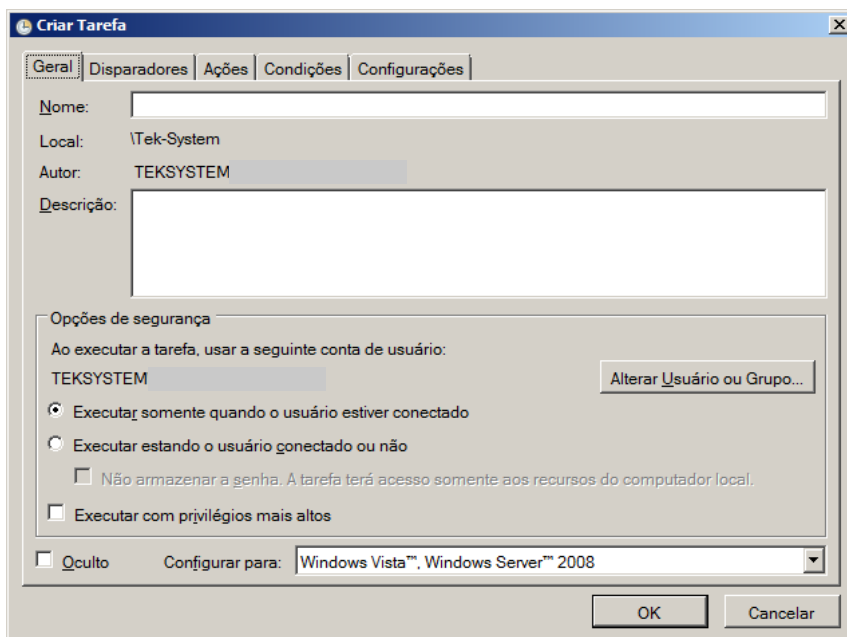 Criar Tarefa
Geral Disparadores Ações Condições Configurações
Nome:
Local: \Tek-System
Autor: TEKSYSTEM
Descrição:
Opções de segurança
Ao executar a tarefa, usar a seguinte conta de usuário:
TEKSYSTEM Alterar Usuário ou Grupo...
Executar somente quando o usuário estiver conectado
Executar estando o usuário conectado ou não
Não armazenar a senha. A tarefa terá acesso somente aos recursos do computador local.
Executar com privilégios mais altos
Oculto Configurar para: Windows Vista™, Windows Server™ 2008
OK Cancelar